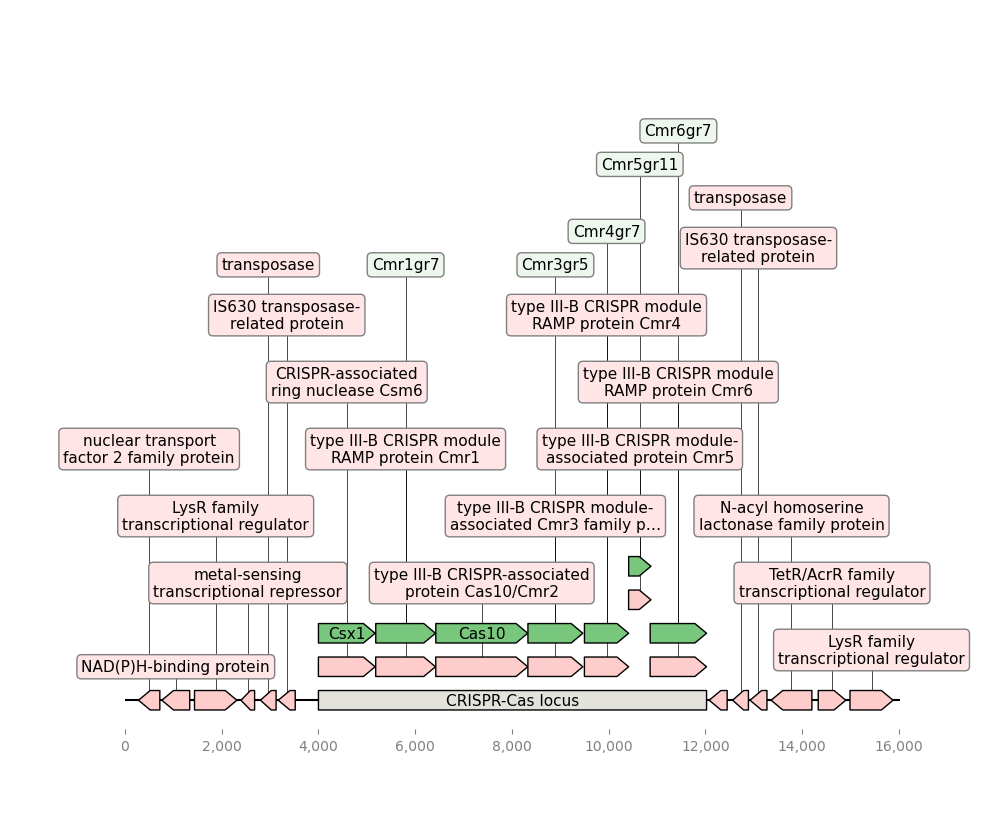 Cmr6gr7
Cmr5gr11
transposase
Cmr4gr7
IS630 transposase-
related protein
transposase
Cmr1gr7
Cmr3gr5
IS630 transposase-
related protein
type III-B CRISPR module
RAMP protein Cmr4
CRISPR-associated
ring nuclease Csm6
type III-B CRISPR module
RAMP protein Cmr6
nuclear transport
factor 2 family protein
type III-B CRISPR module
RAMP protein Cmr1
type III-B CRISPR module-
associated protein Cmr5
LysR family
transcriptional regulator
type III-B CRISPR module-
associated Cmr3 family p...
N-acyl homoserine
lactonase family protein
metal-sensing
transcriptional repressor
type III-B CRISPR-associated
protein Cas10/Cmr2
TetR/AcrR family
transcriptional regulator
Csx1
Cas10
LysR family
transcriptional regulator
NAD(P)H-binding protein
CRISPR-Cas locus
0 2,000 4,000 6,000 8,000 10,000 12,000 14,000 16,000